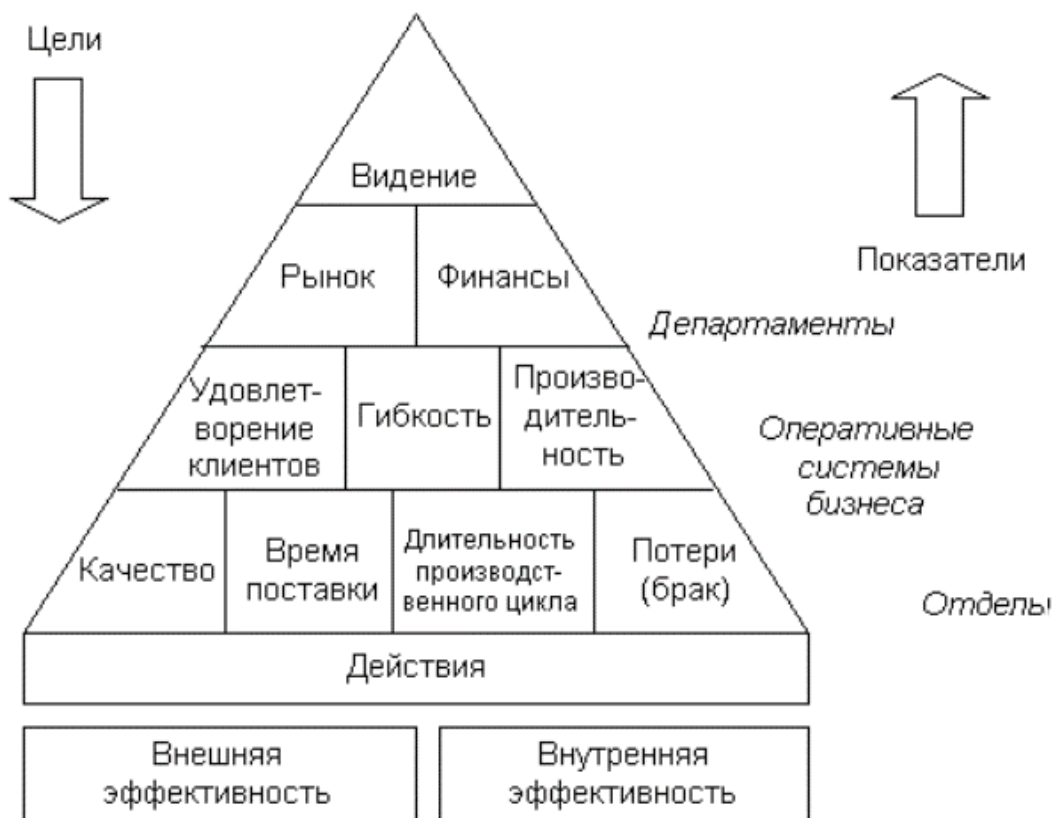 Цели
Видение
Показатели
Рынок
Финансы
Департаменты
Удовлет-
ворение
клиентов
Гибкость
Произво-
дитель-
ность
Оперативные
системы
бизнеса
Качество
Время
поставки
Длительность
производст-
венного цикла
Потери
(брак)
Отделы
Действия
Внешняя
эффективность
Внутренняя
эффективность